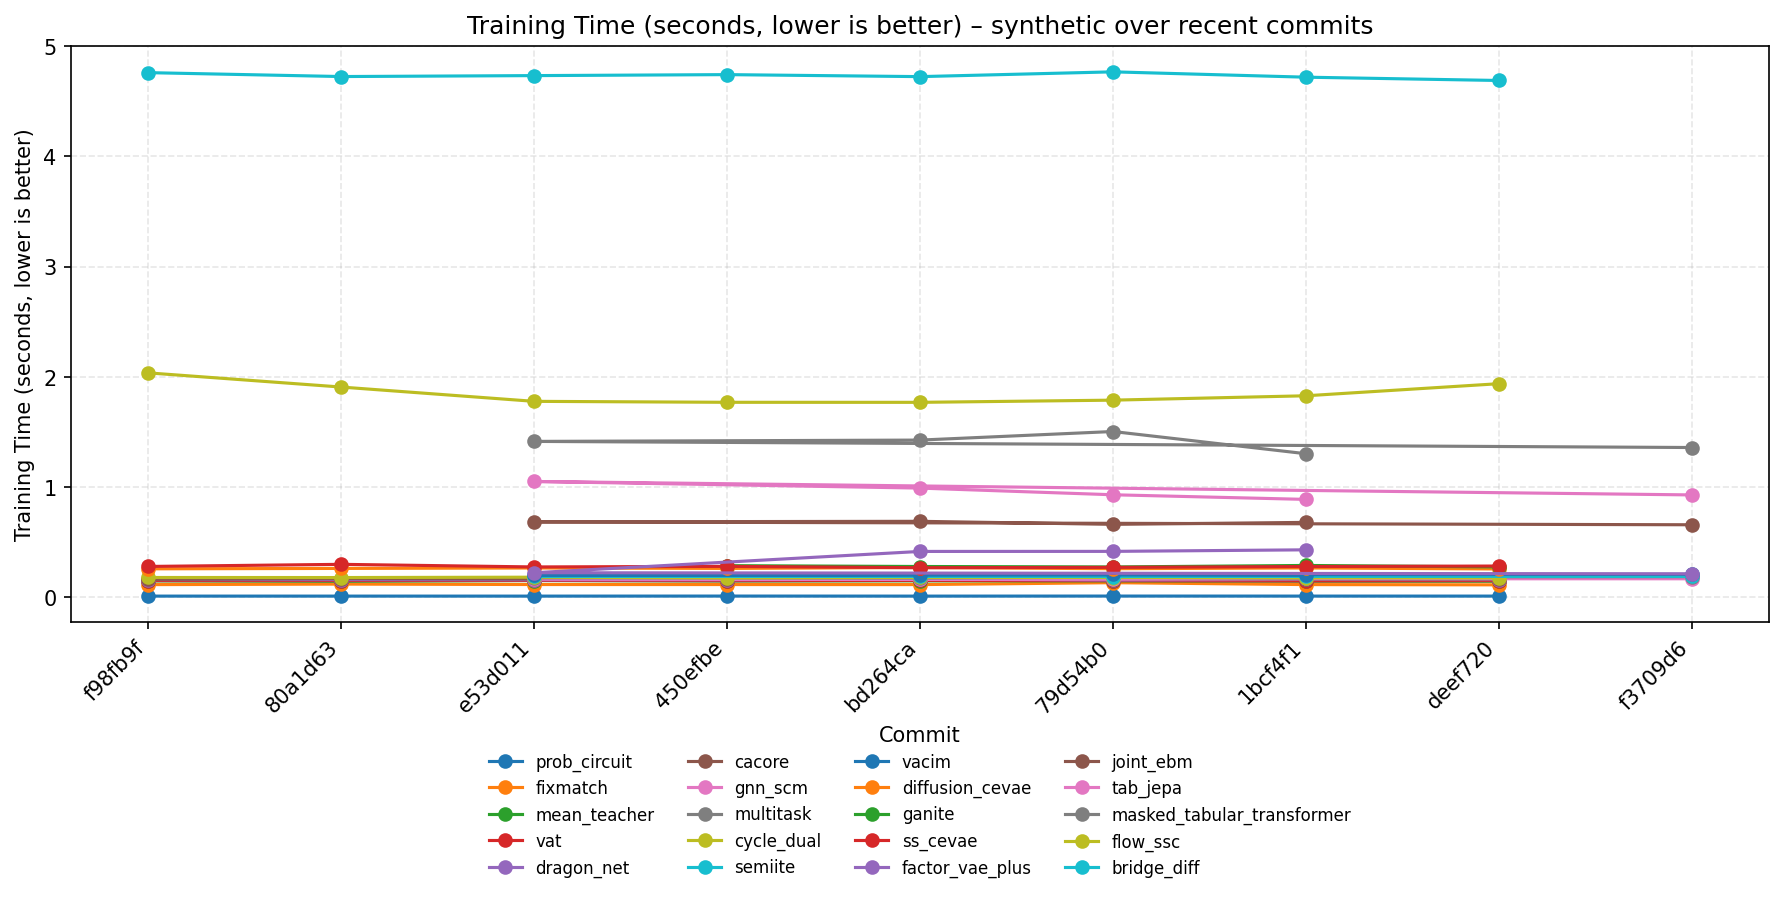 Training Time (seconds, lower is better) – synthetic over recent commits
Training Time (seconds, lower is better)
5
4
3
2
1
0
f98fb9f
80a1d63
e53d011
450efbe
bd264ca
79d54b0
1bcf4f1
deef720
f3709d6
Commit
prob_circuit
fixmatch
mean_teacher
vat
dragon_net
cacore
gnn_scm
multitask
cycle_dual
semiite
vacim
diffusion_cevae
ganite
ss_cevae
factor_vae_plus
joint_ebm
tab_jepa
masked_tabular_transformer
flow_ssc
bridge_diff